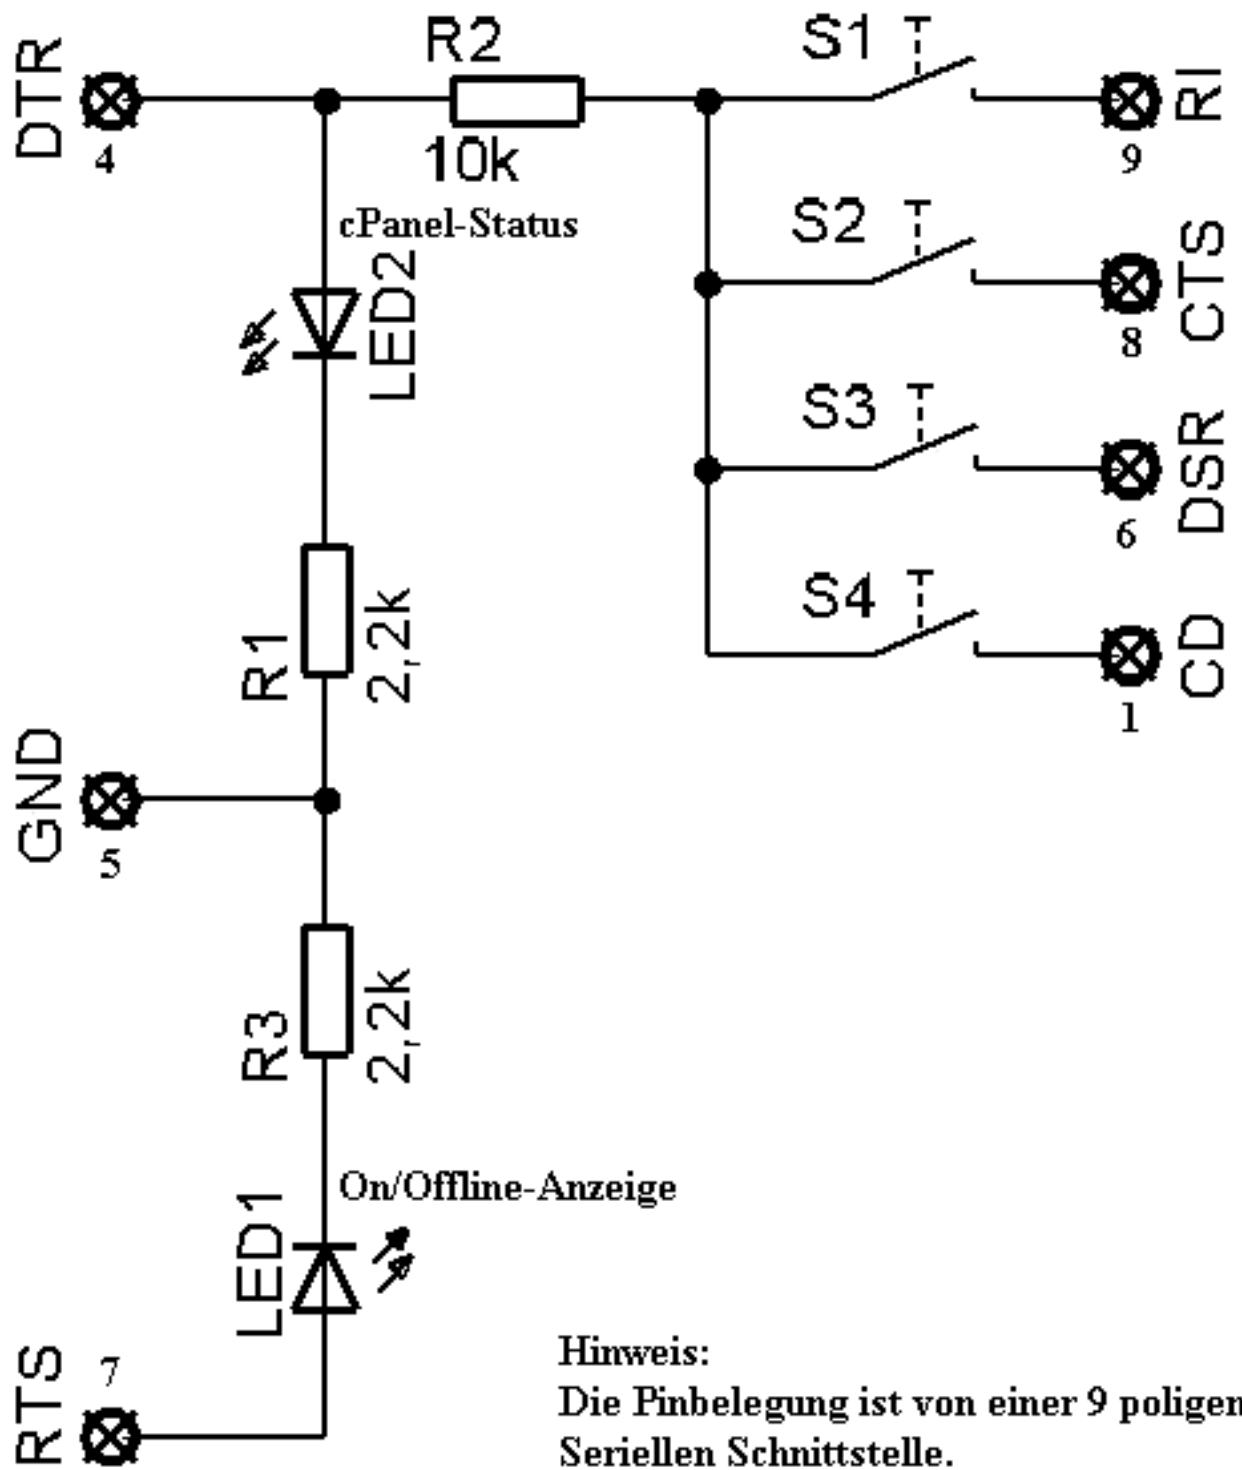 DTR
4
R2
10k
S1
RI
9
cPanel-Status
LED2
S2
CTS
8
S3
DSR
6
S4
CD
1
R1
2,2k
GND
5
R3
2,2k
On/Offline-Anzeige
LED1
RTS
7
Hinweis:
Die Pinbelegung ist von einer 9 poligen
Seriellen Schnittstelle.